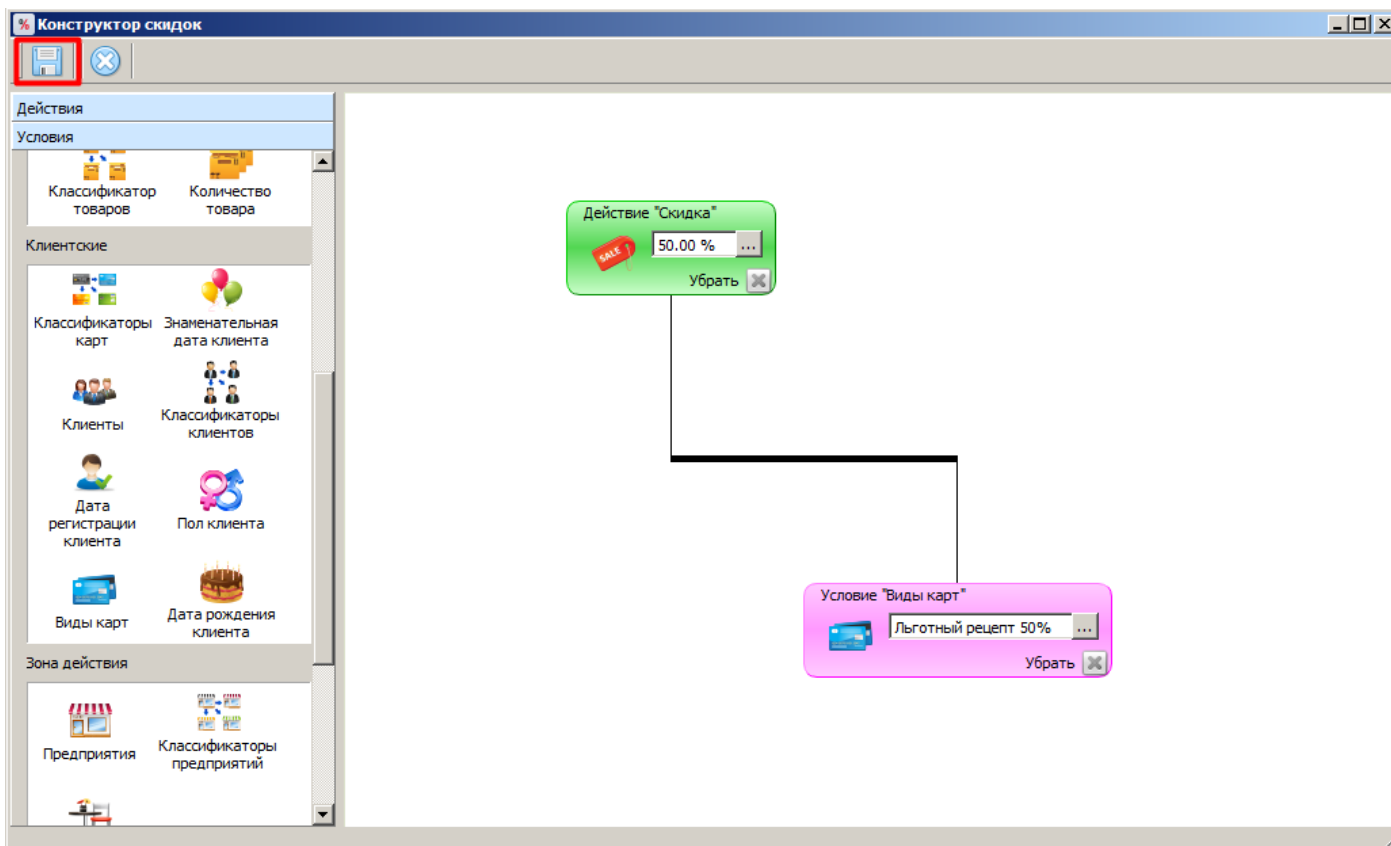 Конструктор скидок
Действия
Условия
Классификатор
товаров
Количество
товара
Клиентские
Классификаторы
карт
Знаменательная
дата клиента
Клиенты
Классификаторы
клиентов
Дата
регистрации
клиента
Пол клиента
Виды карт
Дата рождения
клиента
Зона действия
Предприятия
Классификаторы
предприятий
Действие "Скидка"
SALE
50.00 %
...
Убрать
Условие "Виды карт"
Льготный рецепт 50%
...
Убрать